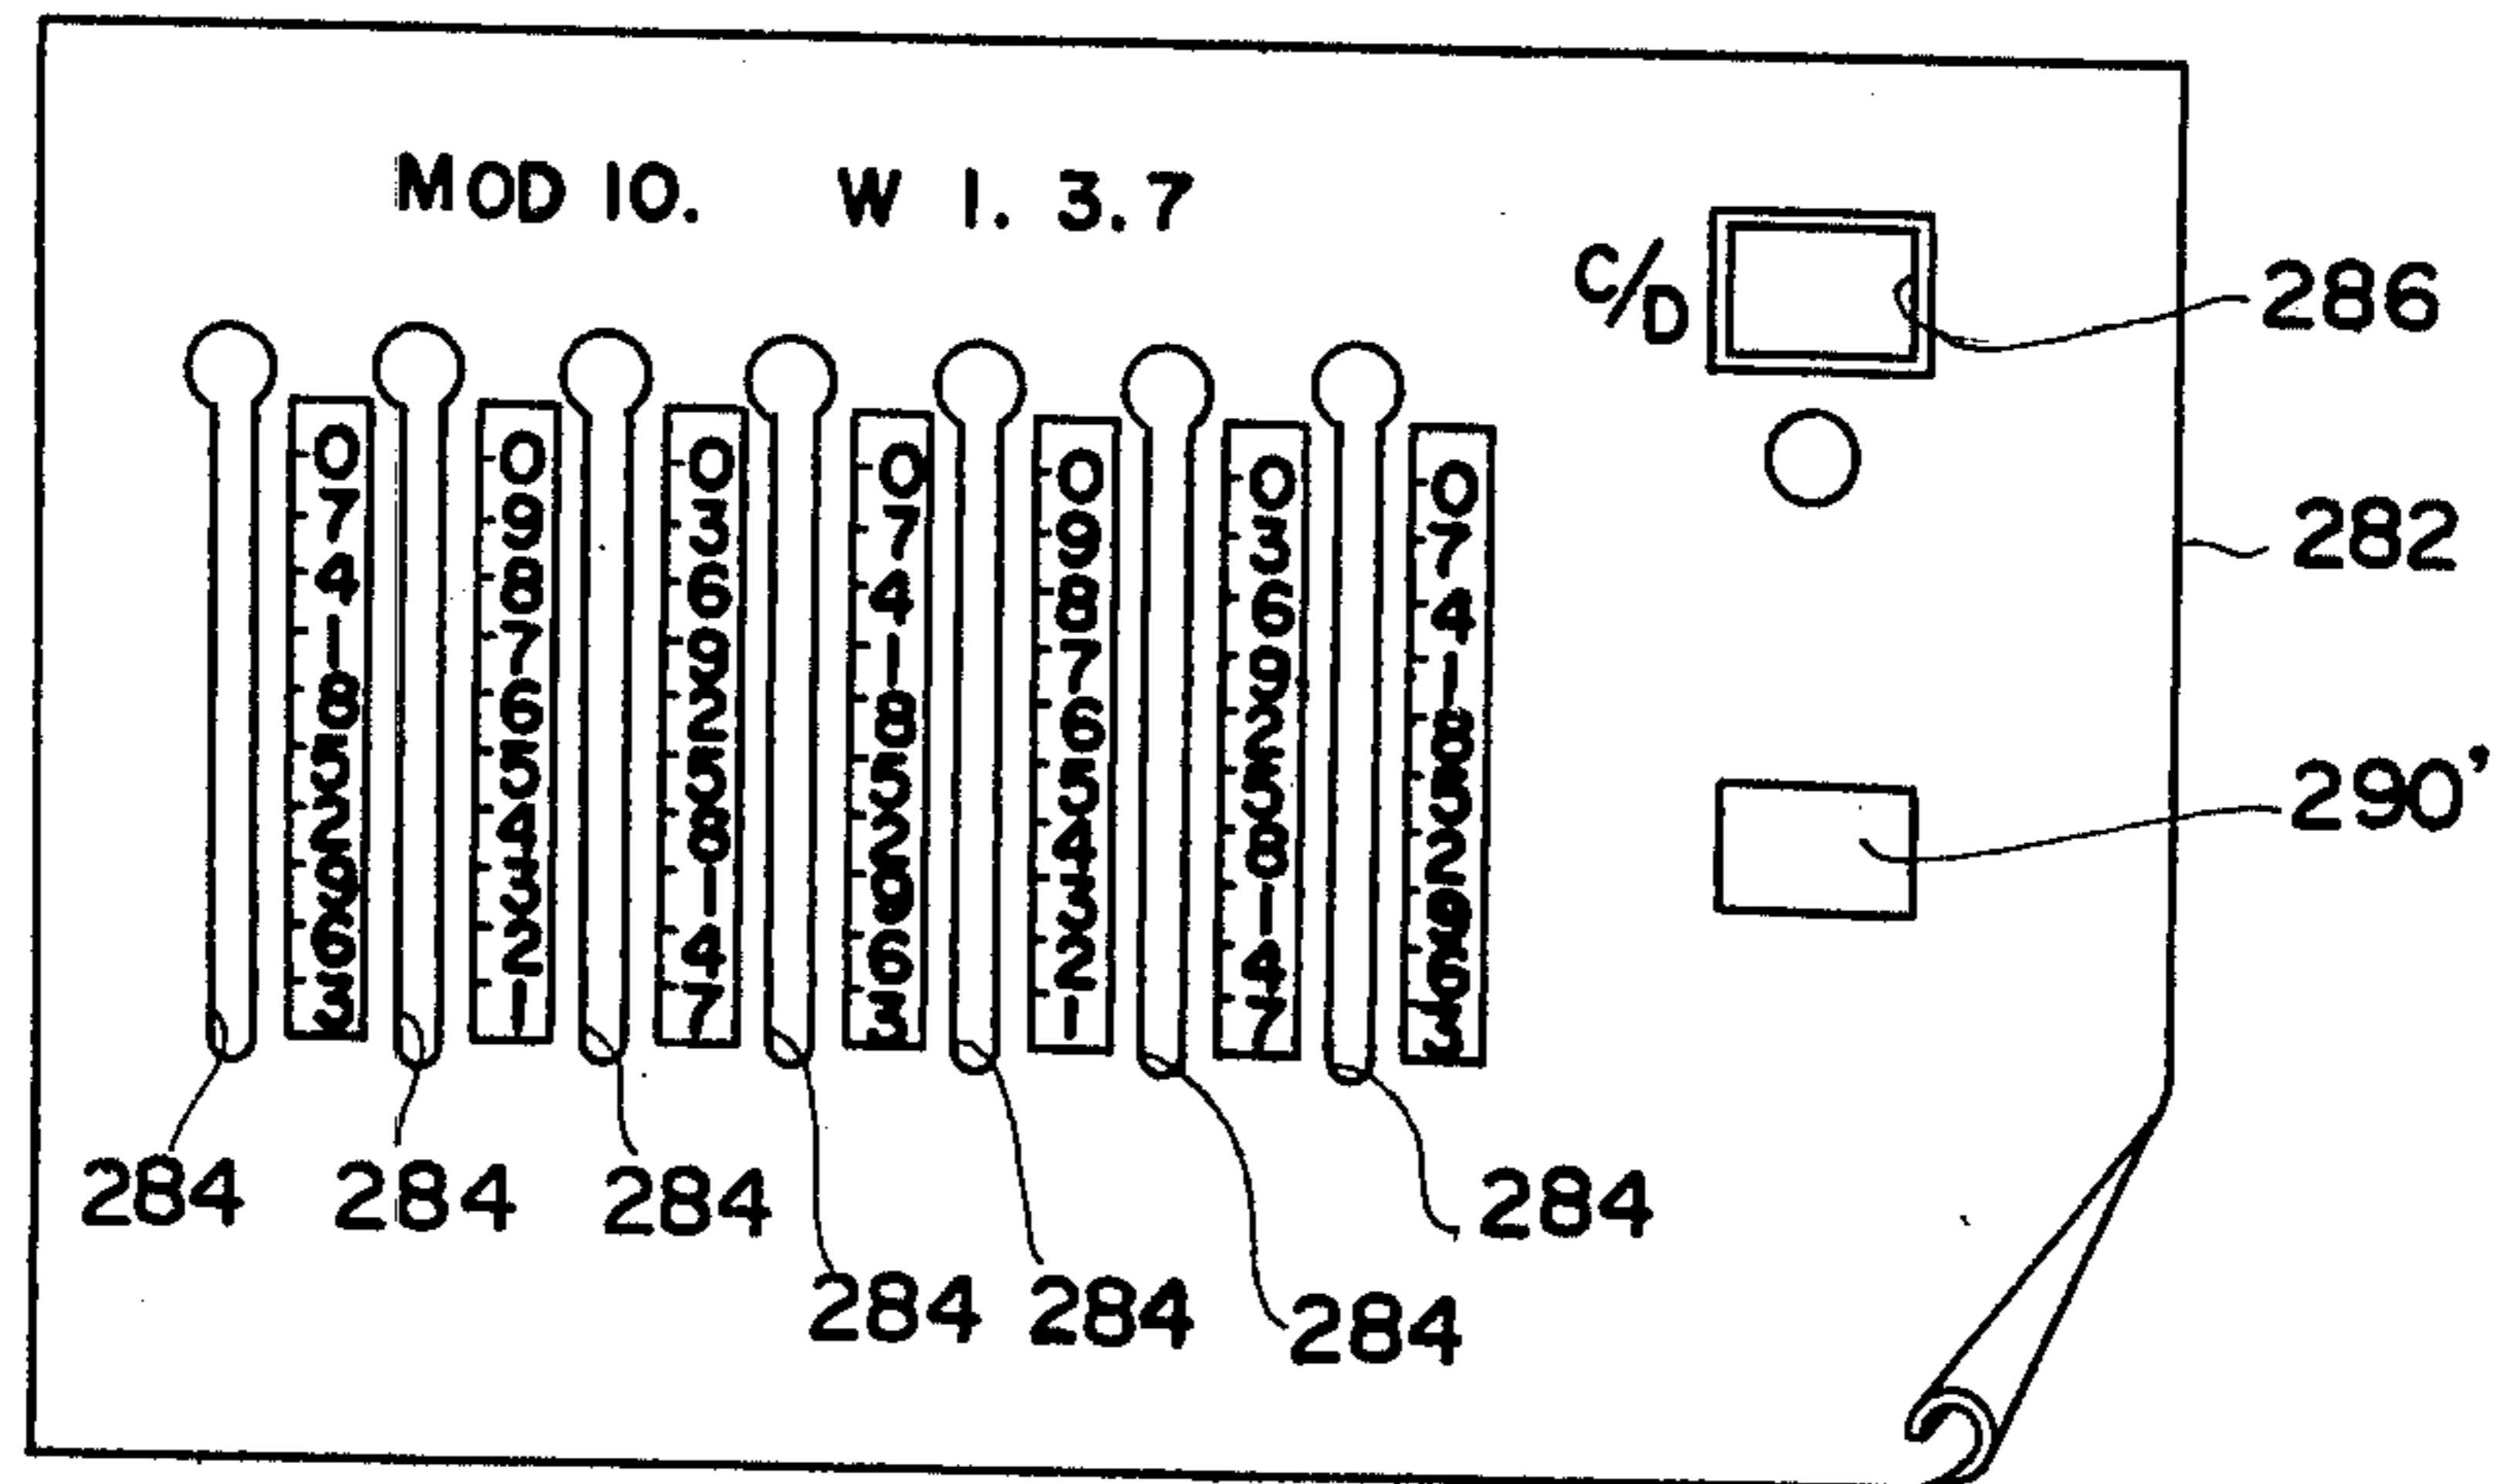 MOD 10. W 1. 3. 7
C/D
286
282
290'
0 0 0 0 0 0 0
7 9 3 7 9 3 7
4 8 6 4 8 6 4
1 7 9 1 7 9 1
8 6 2 8 6 2 8
5 5 5 5 5 5 5
2 4 8 2 4 8 2
9 3 1 9 3 1 9
6 2 4 6 2 4 6
3 1 7 3 1 7 3
284 284 284 284
284 284 284